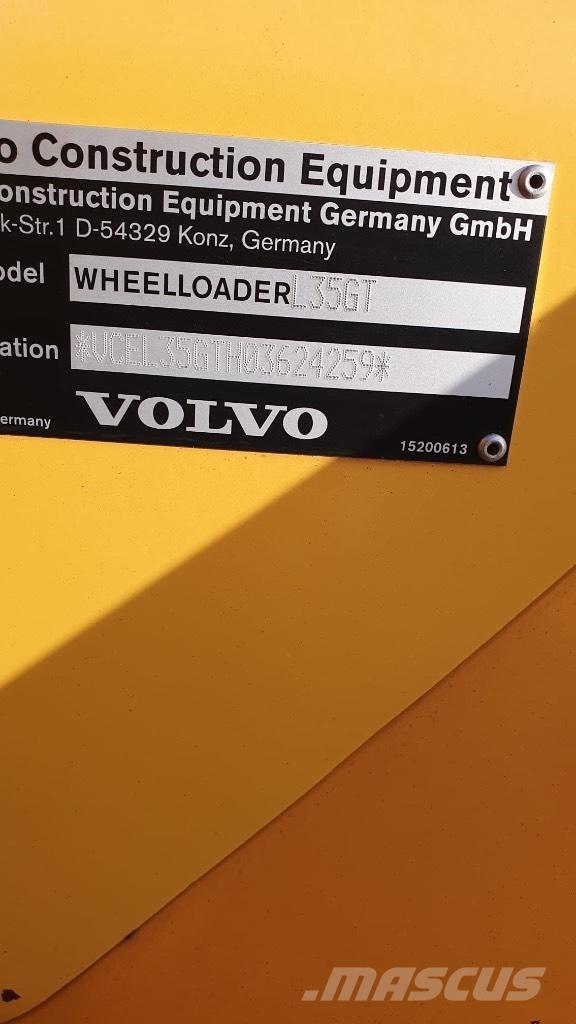 o Construction Equipment
onstruction Equipment Germany GmbH
k-Str.1 D-54329 Konz, Germany
odel WHEELLOADER L35GT
ation *VCEL35GTH03624259*
ermany VOLVO 15200613
.MASCUS